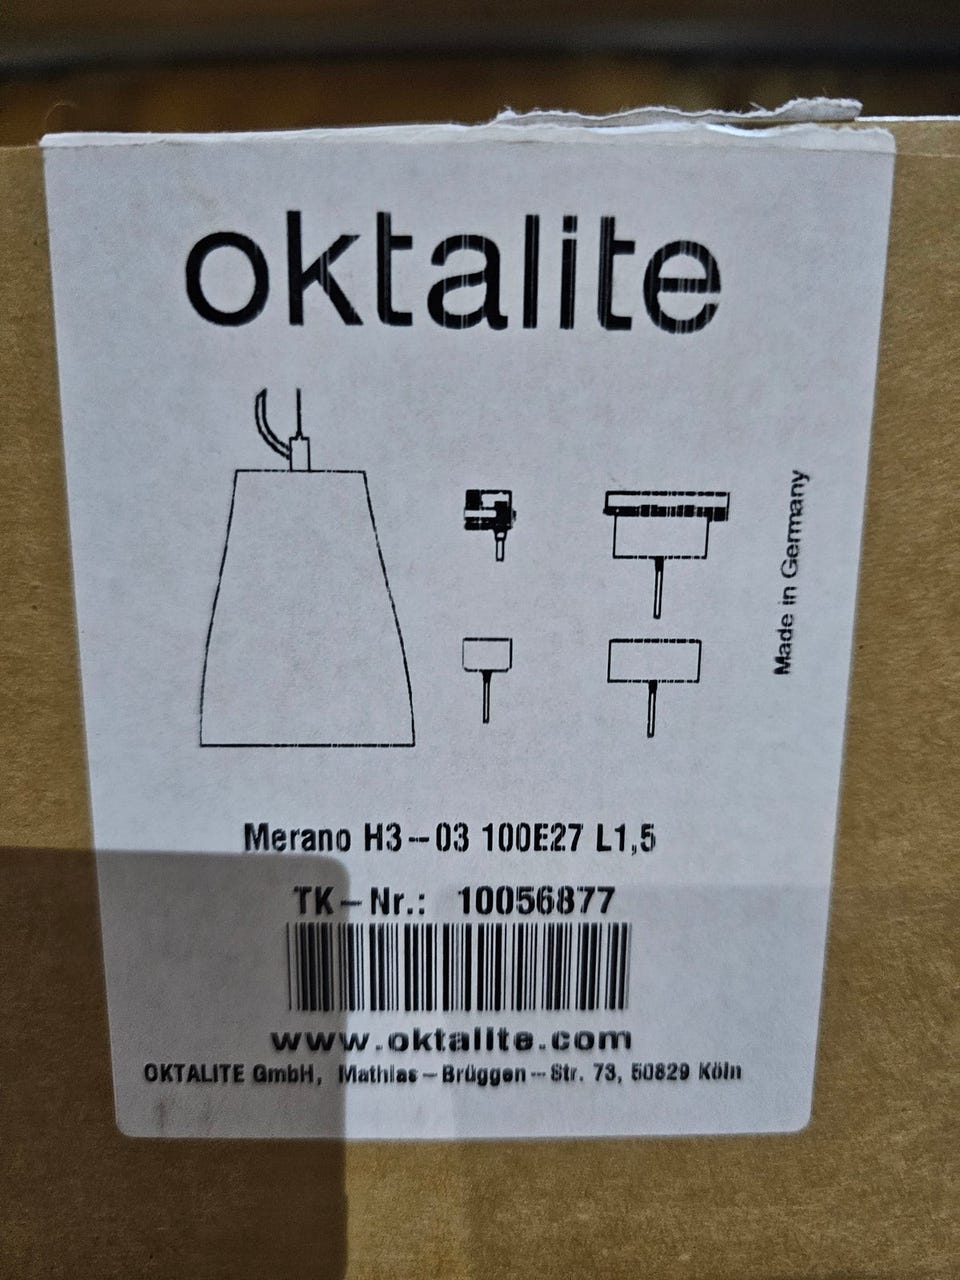 oktalite
Made in Germany
Merano H3-03 100E27 L1,5
TK-Nr.: 10056877
www.oktalite.com
OKTALITE GmbH, Mathias-Brüggen-Str. 73, 50829 Köln